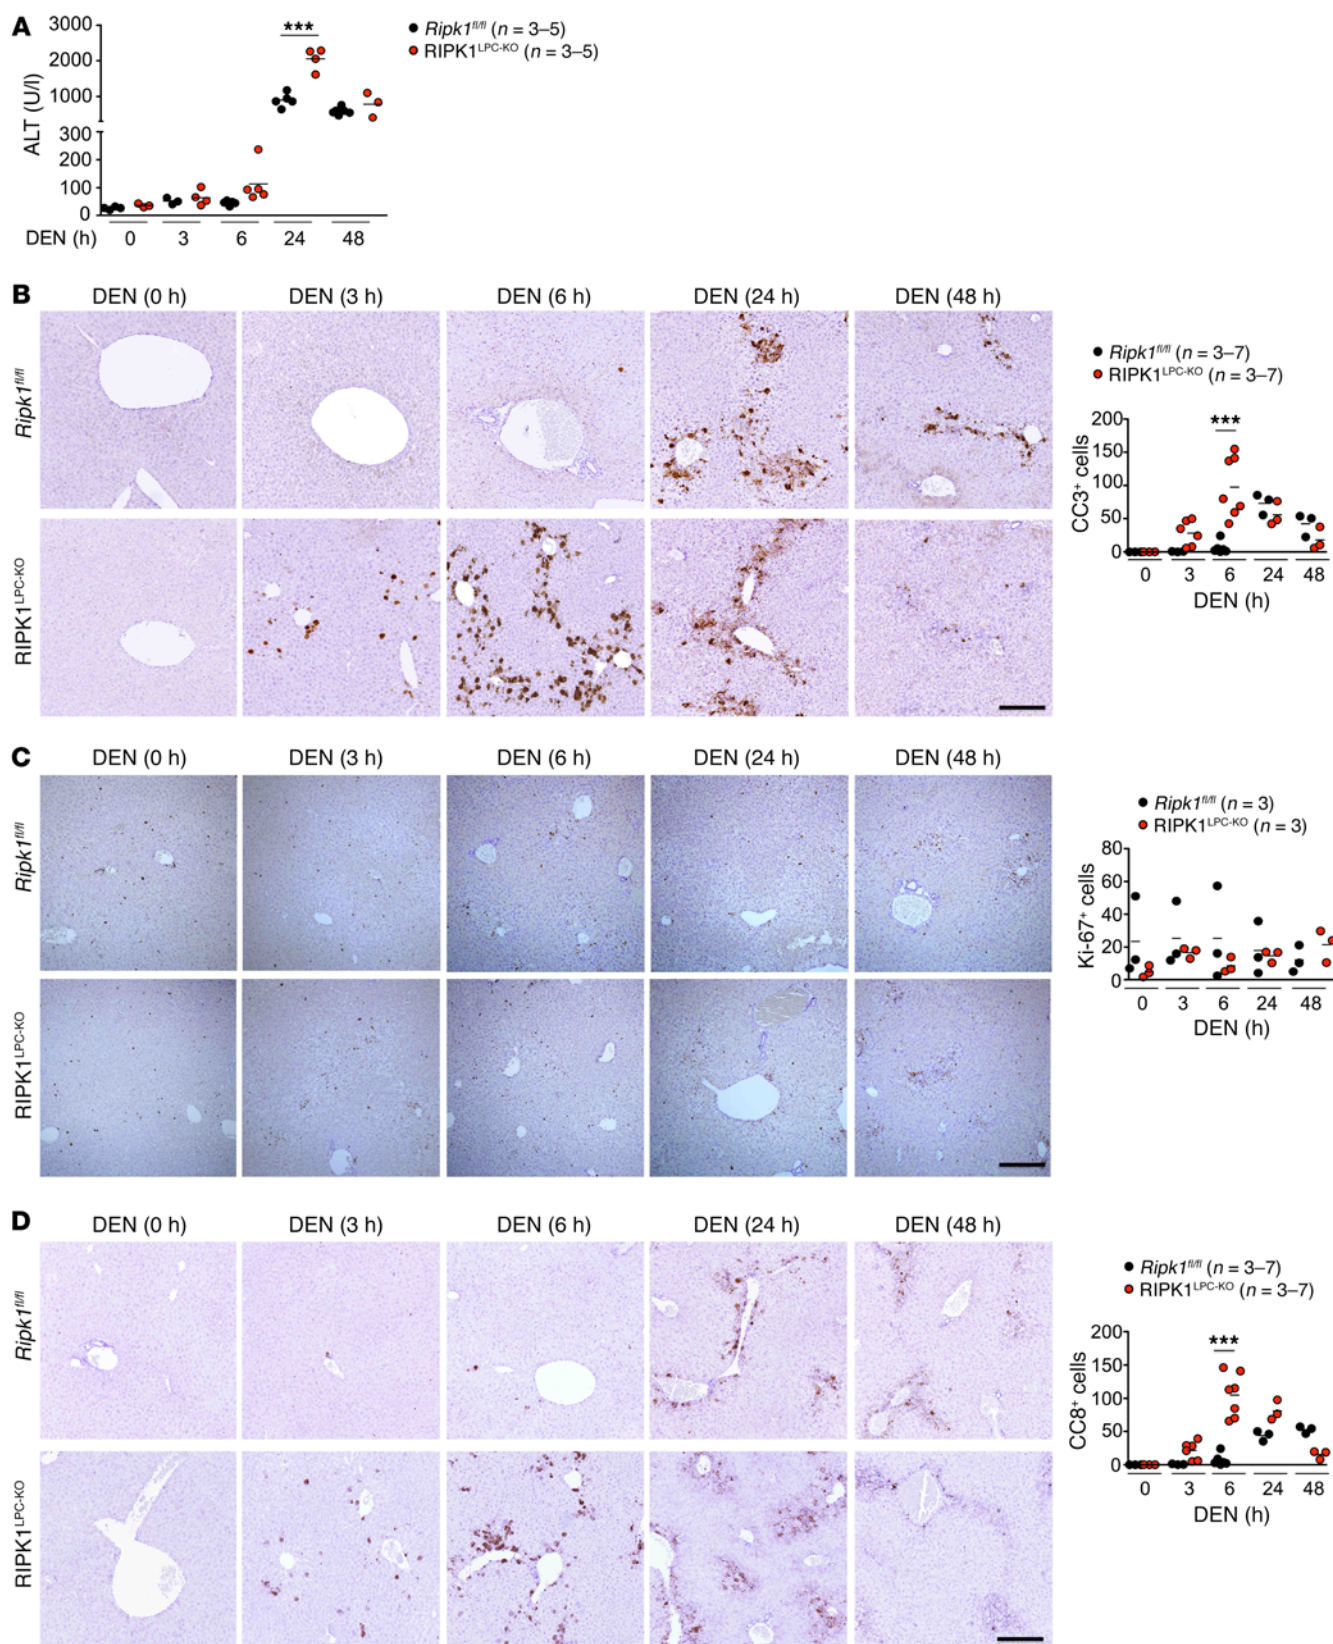 A
3000
2000
1000
300
200
100
0
ALT (U/l)
DEN (h)
0 3 6 24 48
***
Ripk1fl/fl (n = 3–5)
RIPK1LPC-KO (n = 3–5)
B
DEN (0 h) DEN (3 h) DEN (6 h) DEN (24 h) DEN (48 h)
Ripk1fl/fl
RIPK1LPC-KO
Ripk1fl/fl (n = 3–7)
RIPK1LPC-KO (n = 3–7)
200
150
100
50
0
CC3+ cells
***
0 3 6 24 48
DEN (h)
C
DEN (0 h) DEN (3 h) DEN (6 h) DEN (24 h) DEN (48 h)
Ripk1fl/fl
RIPK1LPC-KO
Ripk1fl/fl (n = 3)
RIPK1LPC-KO (n = 3)
80
60
40
20
0
Ki-67+ cells
0 3 6 24 48
DEN (h)
D
DEN (0 h) DEN (3 h) DEN (6 h) DEN (24 h) DEN (48 h)
Ripk1fl/fl
RIPK1LPC-KO
Ripk1fl/fl (n = 3–7)
RIPK1LPC-KO (n = 3–7)
200
150
100
50
0
CC8+ cells
***
0 3 6 24 48
DEN (h)